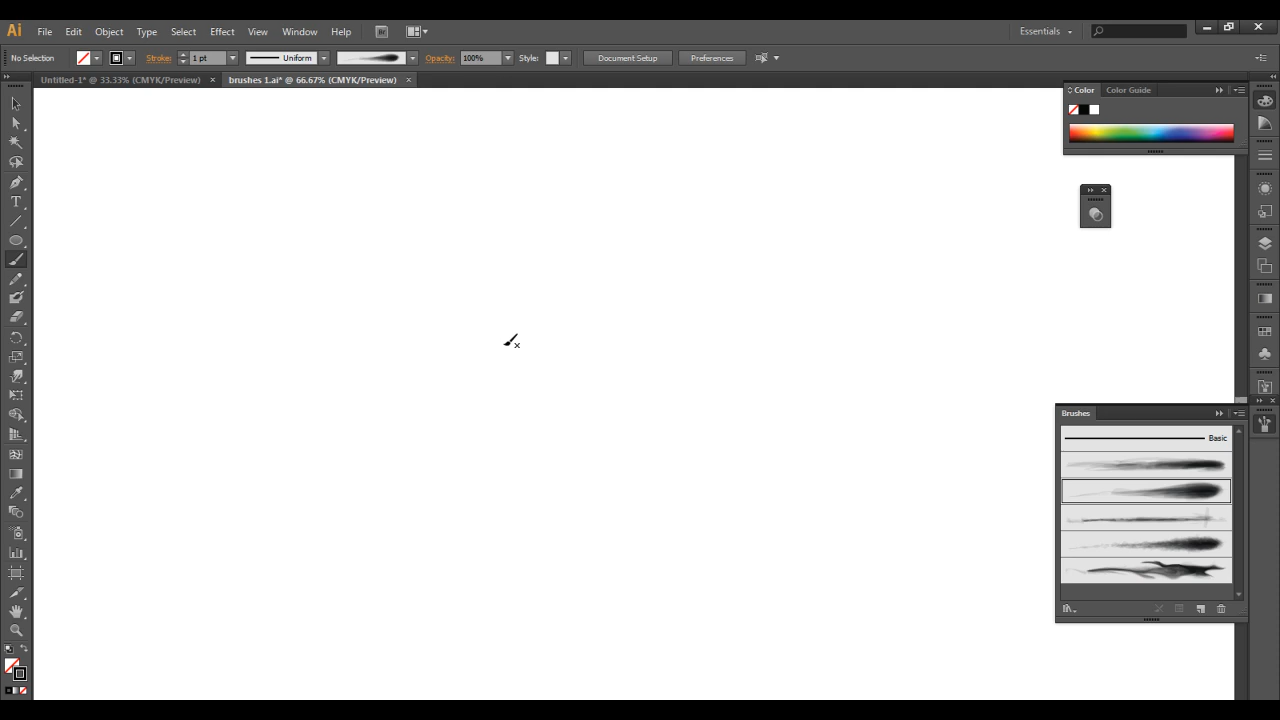 Ai File Edit Object Type Select Effect View Window Help Br Essentials
No Selection Stroke: 1 pt Uniform Opacity: 100% Style: Document Setup Preferences
Untitled-1* @ 33.33% (CMYK/Preview) × brushes 1.ai* @ 66.67% (CMYK/Preview) ×
Color Color Guide
T
Brushes
Basic